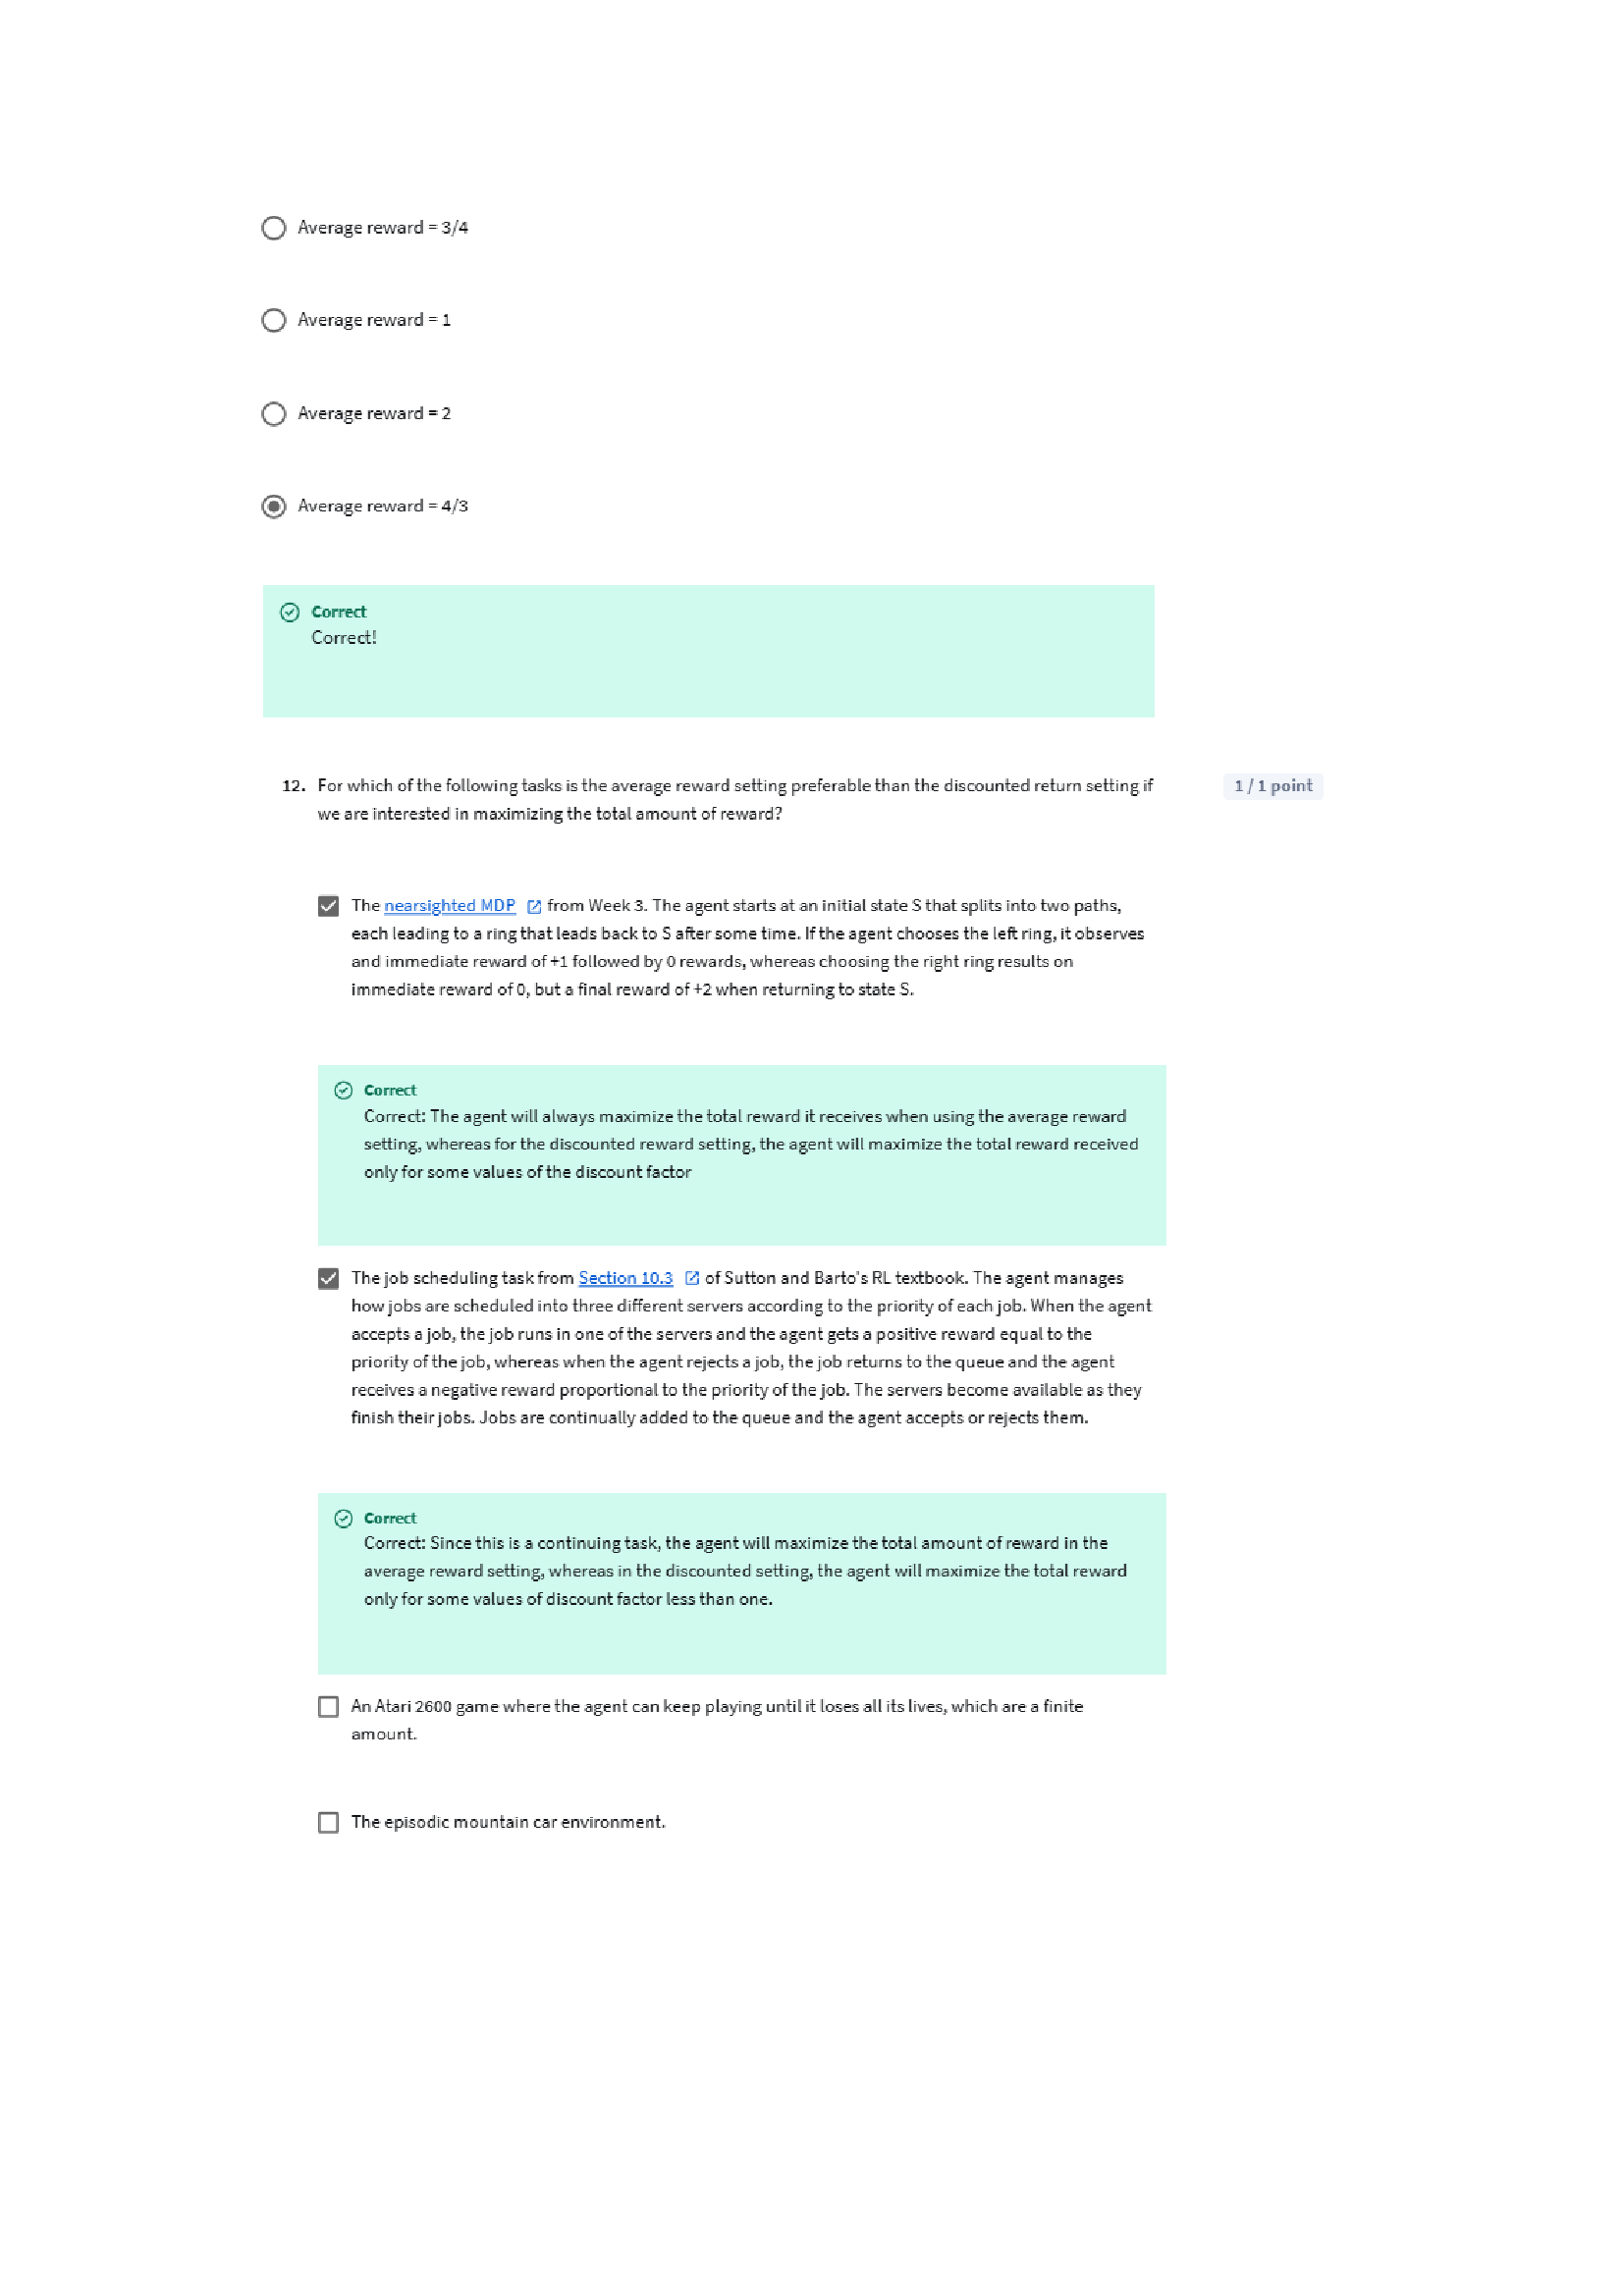 Average reward = 3/4
Average reward = 1
Average reward = 2
Average reward = 4/3
Correct
Correct!
12. For which of the following tasks is the average reward setting preferable than the discounted return setting if
1 / 1 point
we are interested in maximizing the total amount of reward?
The nearsighted MDP from Week 3. The agent starts at an initial state S that splits into two paths,
each leading to a ring that leads back to S after some time. If the agent chooses the left ring, it observes
and immediate reward of +1 followed by 0 rewards, whereas choosing the right ring results on
immediate reward of 0, but a final reward of +2 when returning to state S.
Correct
Correct: The agent will always maximize the total reward it receives when using the average reward
setting, whereas for the discounted reward setting, the agent will maximize the total reward received
only for some values of the discount factor
The job scheduling task from Section 10.3 of Sutton and Barto's RL textbook. The agent manages
how jobs are scheduled into three different servers according to the priority of each job. When the agent
accepts a job, the job runs in one of the servers and the agent gets a positive reward equal to the
priority of the job, whereas when the agent rejects a job, the job returns to the queue and the agent
receives a negative reward proportional to the priority of the job. The servers become available as they
finish their jobs. Jobs are continually added to the queue and the agent accepts or rejects them.
Correct
Correct: Since this is a continuing task, the agent will maximize the total amount of reward in the
average reward setting, whereas in the discounted setting, the agent will maximize the total reward
only for some values of discount factor less than one.
An Atari 2600 game where the agent can keep playing until it loses all its lives, which are a finite
amount.
The episodic mountain car environment.